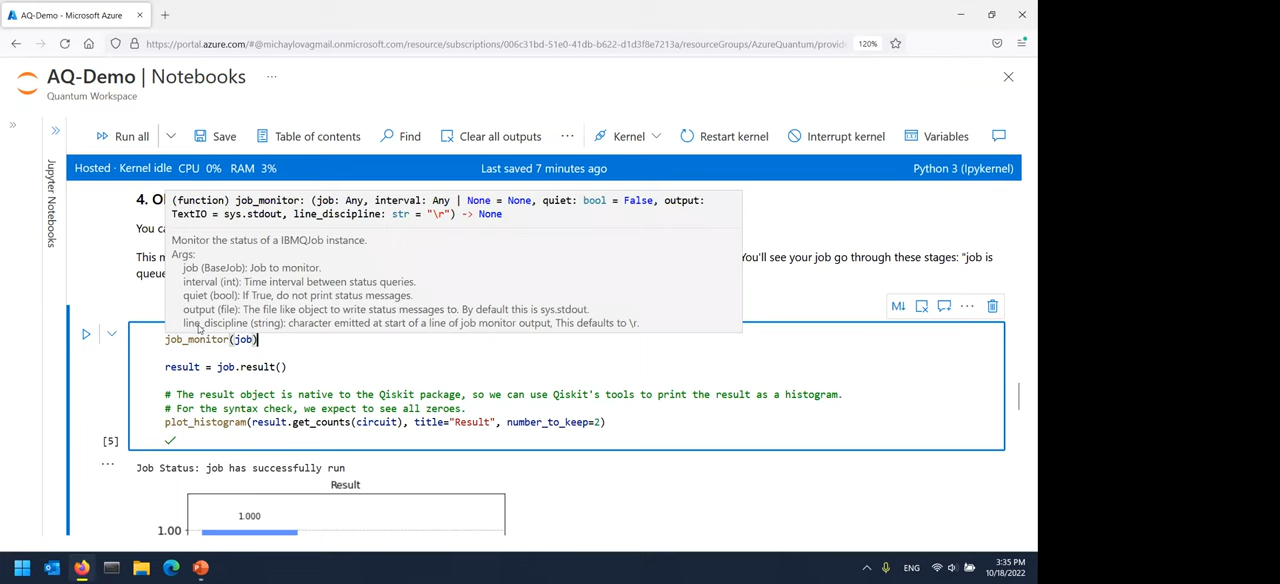 AQ-Demo - Microsoft Azure
https://portal.azure.com/#@michaylovagmail.onmicrosoft.com/resource/subscriptions/006c31bd-51e0-41db-b622-d1d3f8e7213a/resourceGroups/AzureQuantum/provid
120%
AQ-Demo | Notebooks
Quantum Workspace
Run all
Save
Table of contents
Find
Clear all outputs
Kernel
Restart kernel
Interrupt kernel
Variables
Jupyter Notebooks
Hosted · Kernel idle CPU 0% RAM 3%
Last saved 7 minutes ago
Python 3 (Ipykernel)
4. O
(function) job_monitor: (job: Any, interval: Any | None = None, quiet: bool = False, output:
TextIO = sys.stdout, line_discipline: str = "\r") -> None
You ca
Monitor the status of a IBMQJob instance.
Args:
This m
You'll see your job go through these stages: "job is
job (BaseJob): Job to monitor.
queue
interval (int): Time interval between status queries.
quiet (bool): If True, do not print status messages.
output (file): The file like object to write status messages to. By default this is sys.stdout.
line_discipline (string): character emitted at start of a line of job monitor output, This defaults to \r.
M↓
job_monitor(job)
result = job.result()
# The result object is native to the Qiskit package, so we can use Qiskit's tools to print the result as a histogram.
# For the syntax check, we expect to see all zeroes.
plot_histogram(result.get_counts(circuit), title="Result", number_to_keep=2)
[5]
Job Status: job has successfully run
Result
1.000
1.00
ENG
3:35 PM
10/18/2022